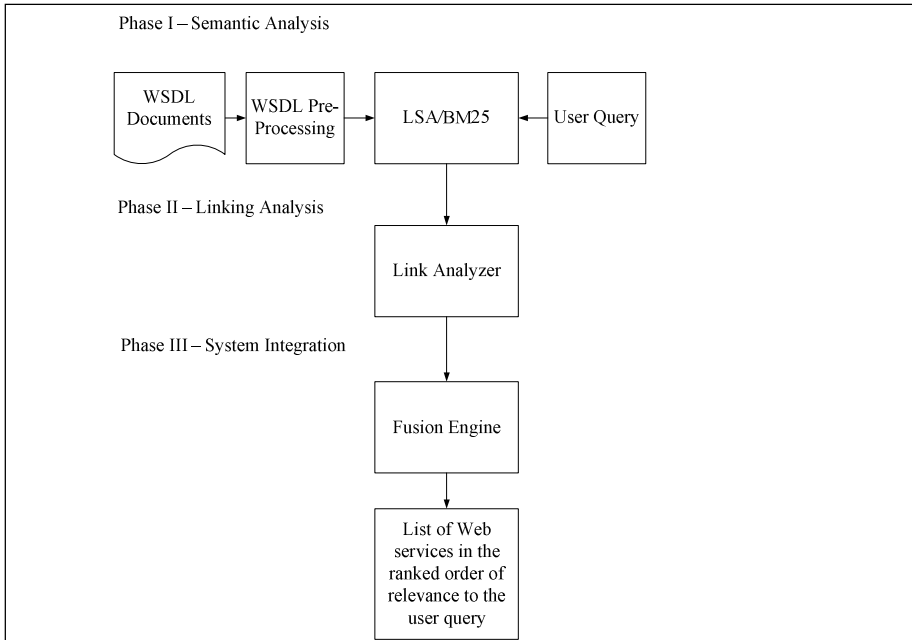 Phase I – Semantic Analysis
WSDL
Documents
WSDL Pre-
Processing
LSA/BM25
User Query
Phase II – Linking Analysis
Link Analyzer
Phase III – System Integration
Fusion Engine
List of Web
services in the
ranked order of
relevance to the
user query